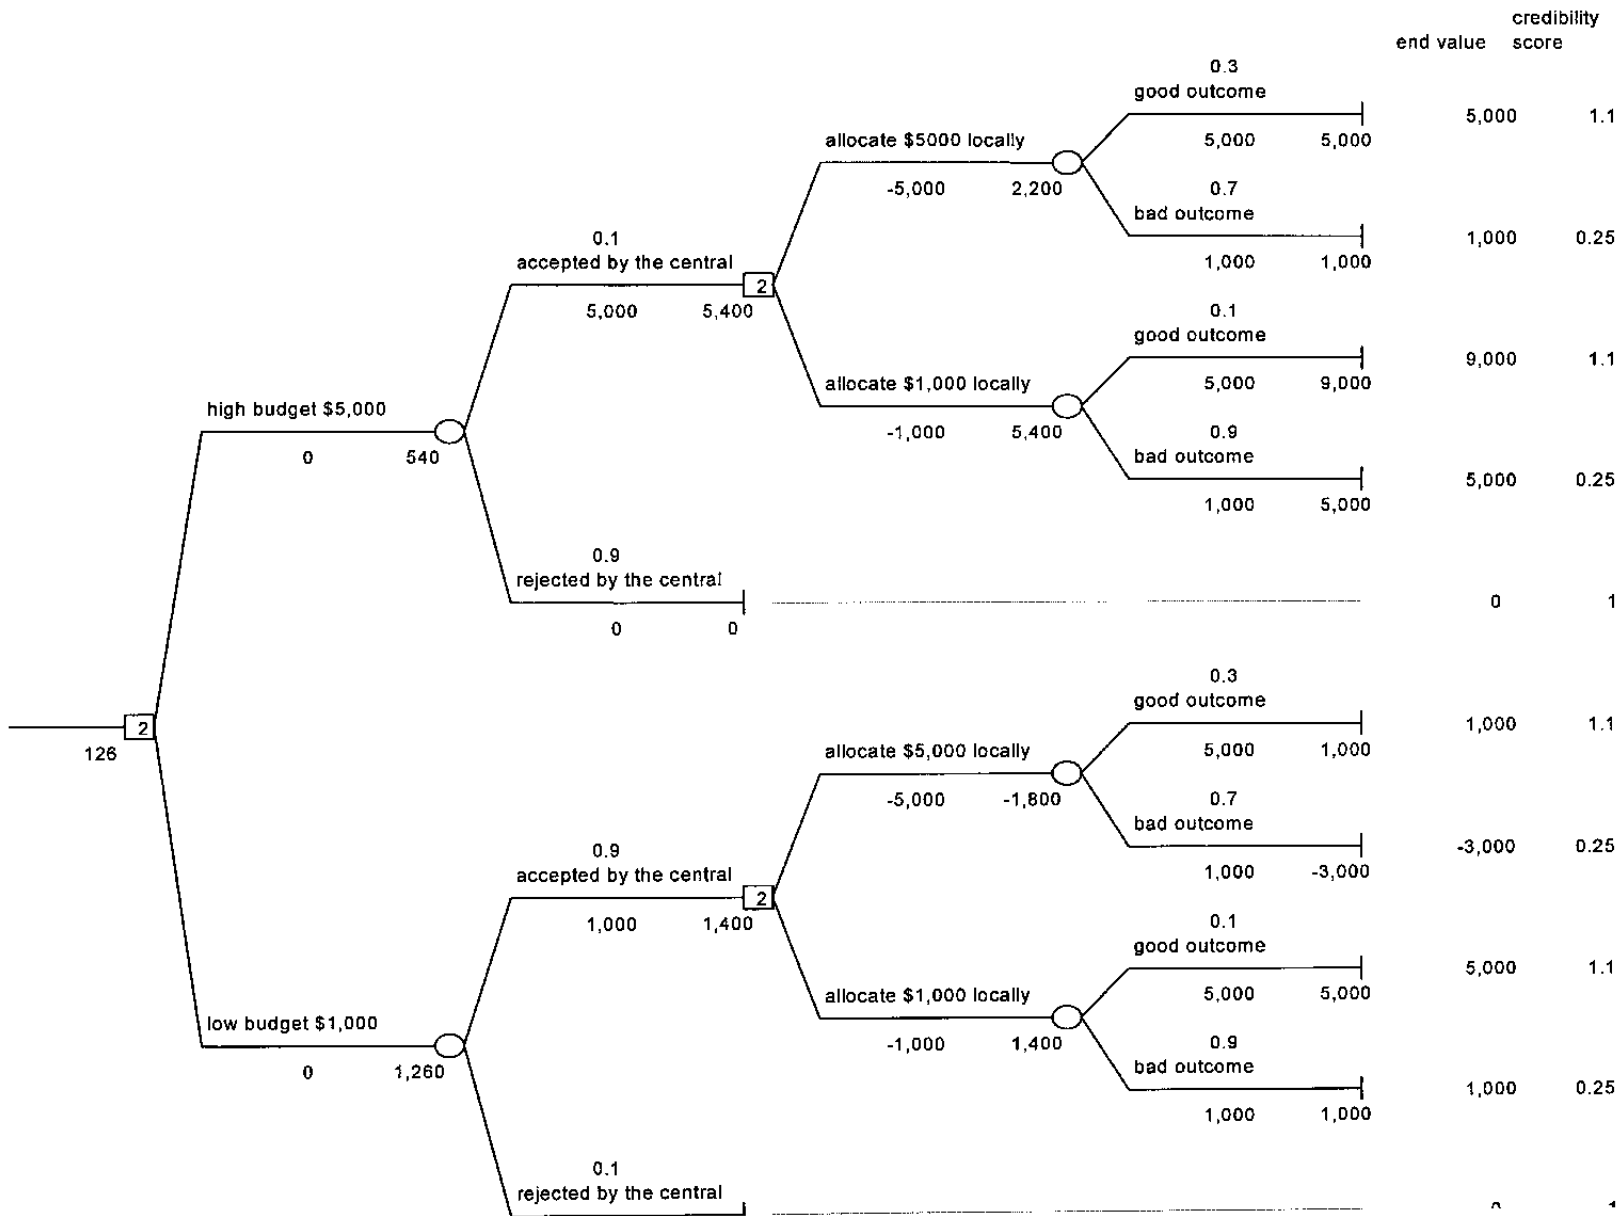 credibility
end value score
0.3
good outcome
5,000 5,000 5,000 1.1
allocate $5000 locally
-5,000 2,200
0.7
bad outcome
1,000 1,000 1,000 0.25
0.1
accepted by the central
2
5,000 5,400
0.1
good outcome
5,000 9,000 9,000 1.1
allocate $1,000 locally
-1,000 5,400
0.9
bad outcome
1,000 5,000 5,000 0.25
high budget $5,000
0 540
0.9
rejected by the central
0 0 0 1
2
126
0.3
good outcome
5,000 1,000 1,000 1.1
allocate $5,000 locally
-5,000 -1,800
0.7
bad outcome
1,000 -3,000 -3,000 0.25
0.9
accepted by the central
2
1,000 1,400
0.1
good outcome
5,000 5,000 5,000 1.1
allocate $1,000 locally
-1,000 1,400
0.9
bad outcome
1,000 1,000 1,000 0.25
low budget $1,000
0 1,260
0.1
rejected by the central